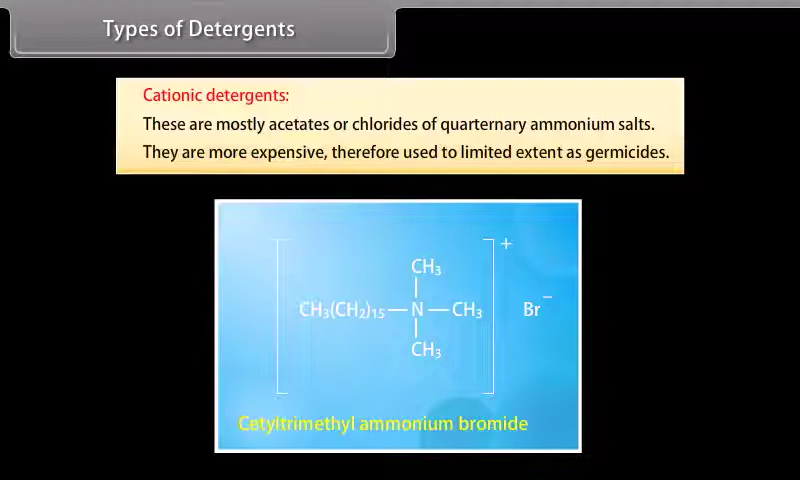 Types of Detergents
Cationic detergents:
These are mostly acetates or chlorides of quarternary ammonium salts.
They are more expensive, therefore used to limited extent as germicides.
+
CH₃
CH₃(CH₂)₁₅—N—CH₃ Br⁻
CH₃
Cetyltrimethyl ammonium bromide